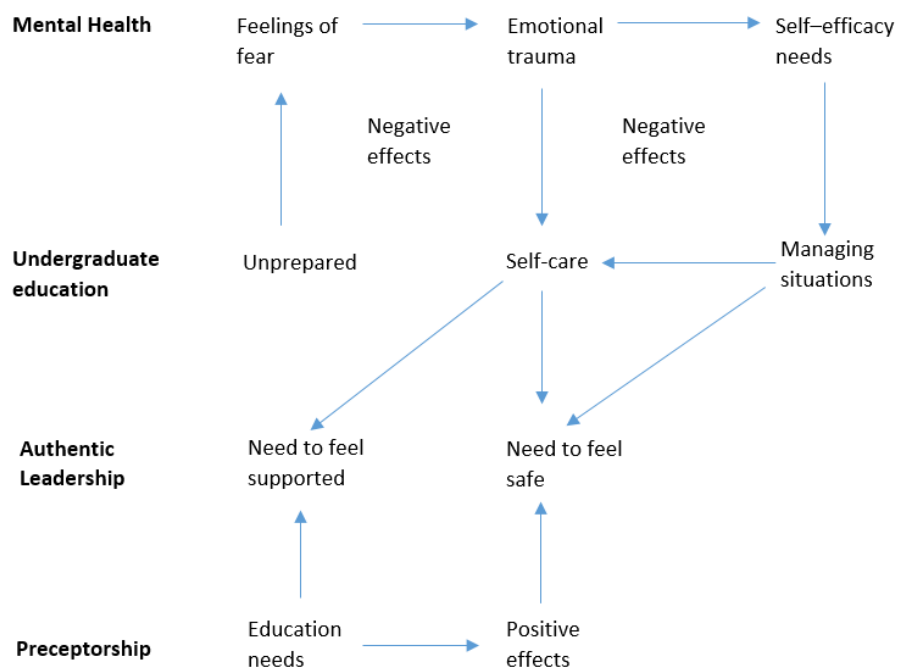 Mental Health
Feelings of
fear
Emotional
trauma
Self–efficacy
needs
Negative
effects
Negative
effects
Undergraduate
education
Unprepared
Self-care
Managing
situations
Authentic
Leadership
Need to feel
supported
Need to feel
safe
Preceptorship
Education
needs
Positive
effects